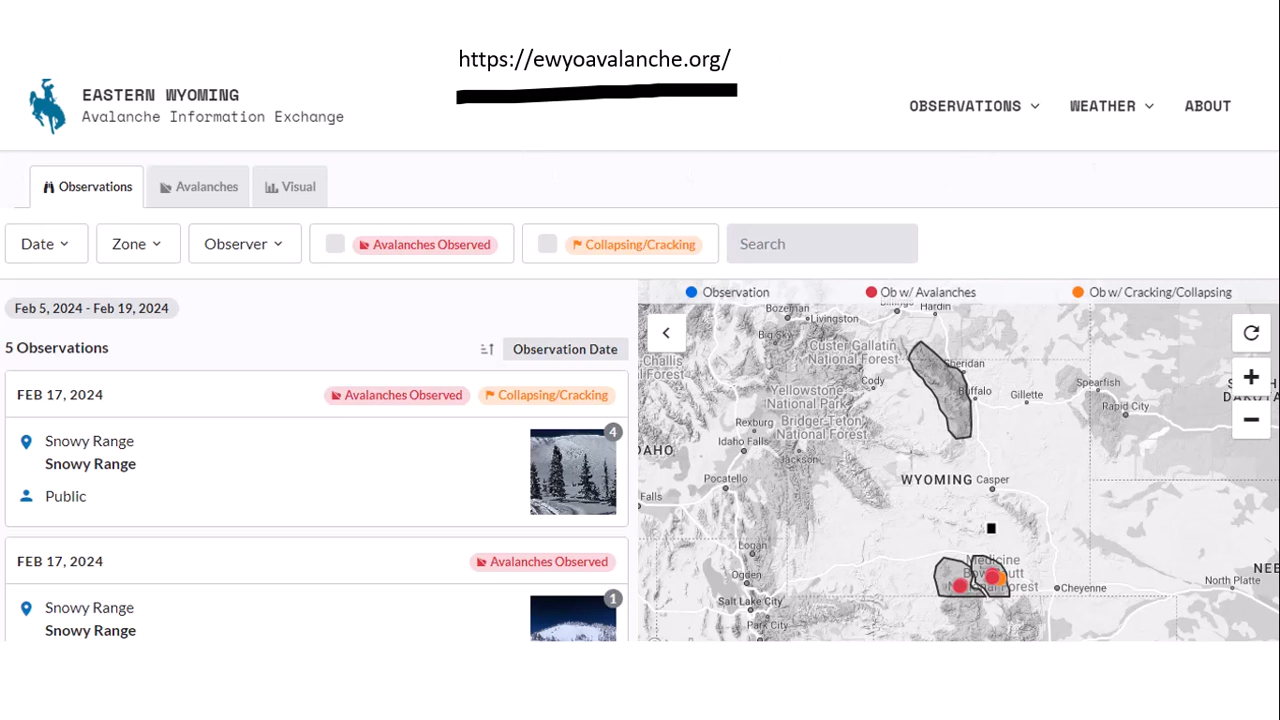 https://ewyoavalanche.org/
EASTERN WYOMING
Avalanche Information Exchange
OBSERVATIONS
WEATHER
ABOUT
Observations
Avalanches
Visual
Date
Zone
Observer
Avalanches Observed
Collapsing/Cracking
Search
Feb 5, 2024 - Feb 19, 2024
5 Observations
Observation Date
FEB 17, 2024
Avalanches Observed
Collapsing/Cracking
Snowy Range
Snowy Range
Public
4
FEB 17, 2024
Avalanches Observed
Snowy Range
Snowy Range
1
Observation
Ob w/ Avalanches
Ob w/ Cracking/Collapsing
Bozeman
Livingston
Hardin
Big Sky
Custer Gallatin
National Forest
Challis
Sheridan
Cody
Yellowstone
National Park
Buffalo
Gillette
Spearfish
Rapid City
Rexburg
Bridger-Teton
National Forest
Idaho Falls
Jackson
Pocatello
WYOMING
Casper
Falls
Logan
Medicine
Ogden
Cheyenne
North Platte
Salt Lake City
Park City